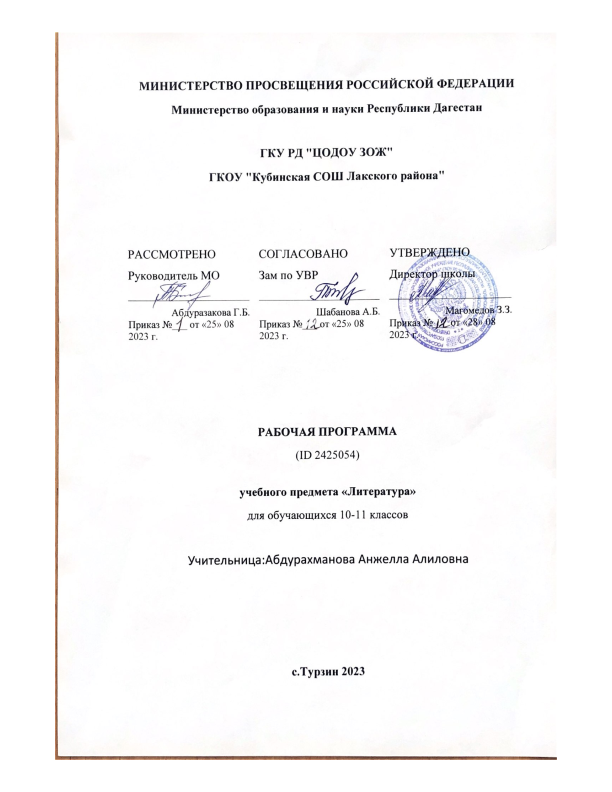 МИНИСТЕРСТВО ПРОСВЕЩЕНИЯ РОССИЙСКОЙ ФЕДЕРАЦИИ
Министерство образования и науки Республики Дагестан
ГКУ РД "ЦОДОУ ЗОЖ"
ГКОУ "Кубинская СОШ Лакского района"
РАССМОТРЕНО
Руководитель МО
Абдуразакова Г.Б.
Приказ № 1 от «25» 08
2023 г.
СОГЛАСОВАНО
Зам по УВР
Шабанова А.Б.
Приказ № 12 от «25» 08
2023 г.
УТВЕРЖДЕНО
Директор школы
Магомедов З.З.
Приказ № 12 от «28» 08
2023 г.
РАБОЧАЯ ПРОГРАММА
(ID 2425054)
учебного предмета «Литература»
для обучающихся 10-11 классов
Учительница:Абдурахманова Анжелла Алиловна
с.Турзин 2023